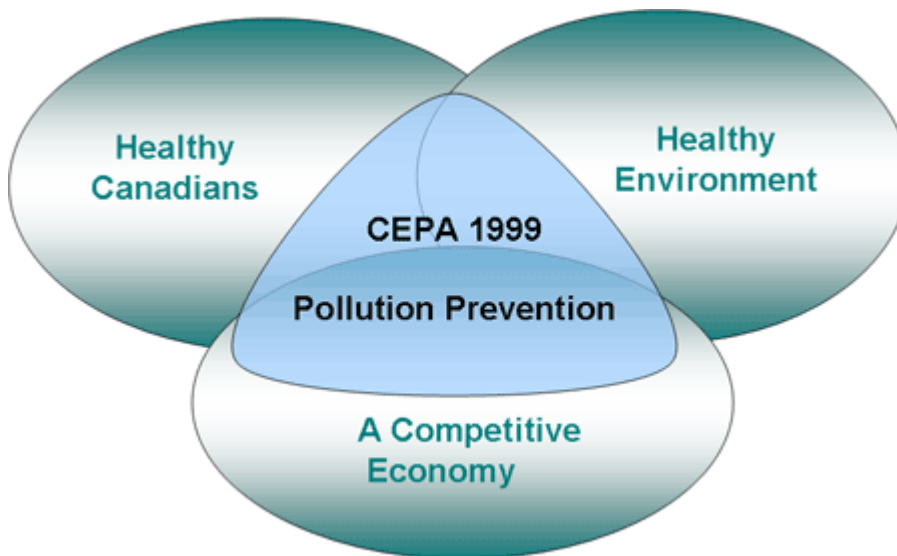 Healthy
Canadians
Healthy
Environment
CEPA 1999
Pollution Prevention
A Competitive
Economy